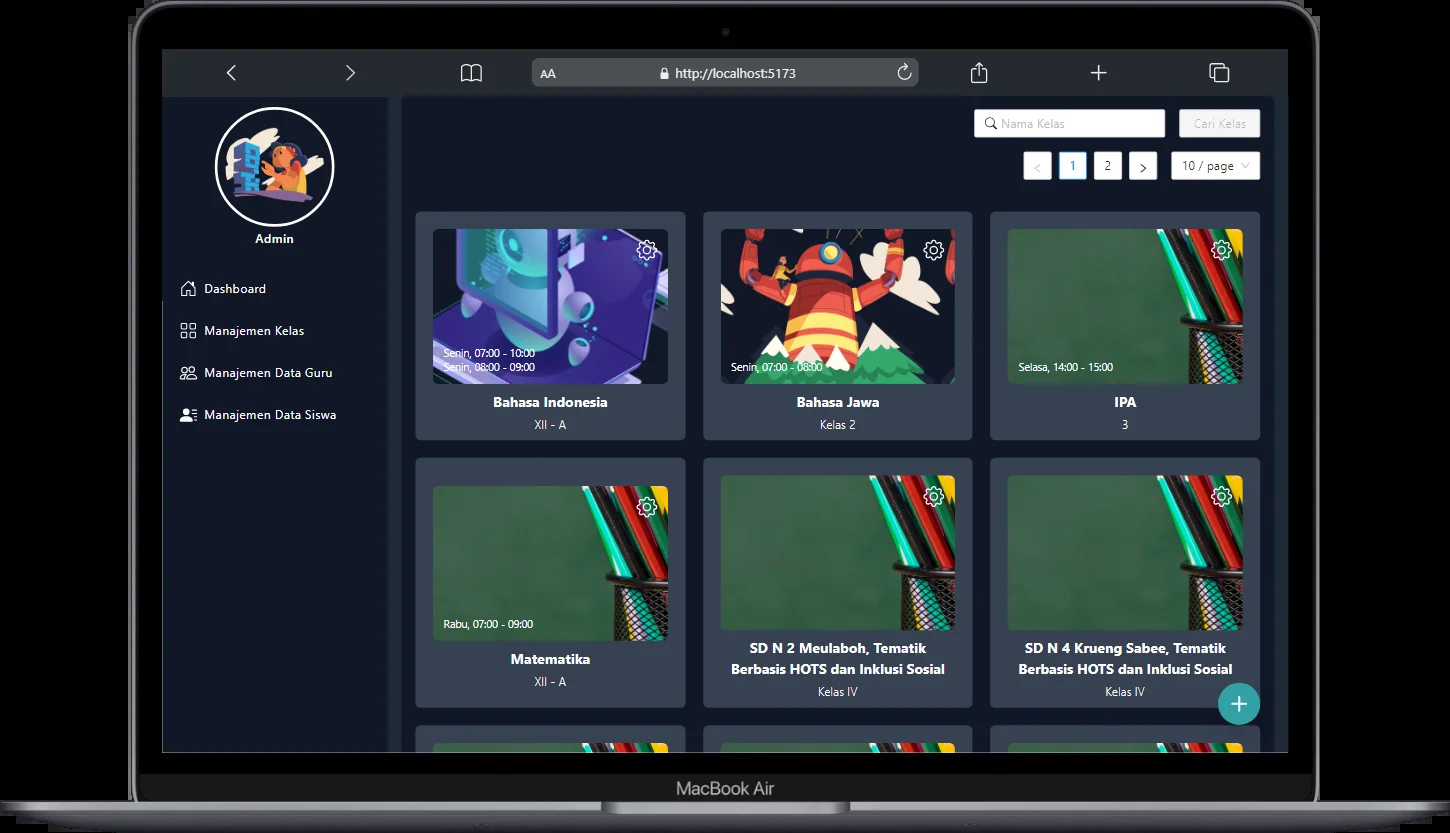 AA
http://localhost:5173
Nama Kelas
Cari Kelas
1
2
10 / page
Admin
Dashboard
Manajemen Kelas
Manajemen Data Guru
Manajemen Data Siswa
Senin, 07:00 - 10:00
Senin, 08:00 - 09:00
Bahasa Indonesia
XII - A
Senin, 07:00 - 08:00
Bahasa Jawa
Kelas 2
Selasa, 14:00 - 15:00
IPA
3
Rabu, 07:00 - 09:00
Matematika
XII - A
SD N 2 Meulaboh, Tematik
Berbasis HOTS dan Inklusi Sosial
Kelas IV
SD N 4 Krueng Sabee, Tematik
Berbasis HOTS dan Inklusi Sosial
Kelas IV
MacBook Air